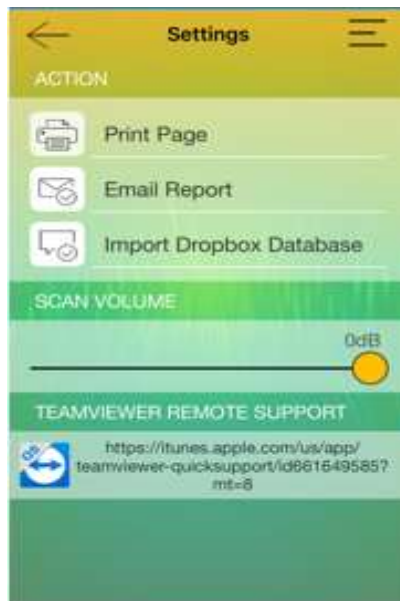 Settings
ACTION
Print Page
Email Report
Import Dropbox Database
SCAN VOLUME
0dB
TEAMVIEWER REMOTE SUPPORT
QS
https://itunes.apple.com/us/app/
teamviewer-quicksupport/id661649585?
mt=8